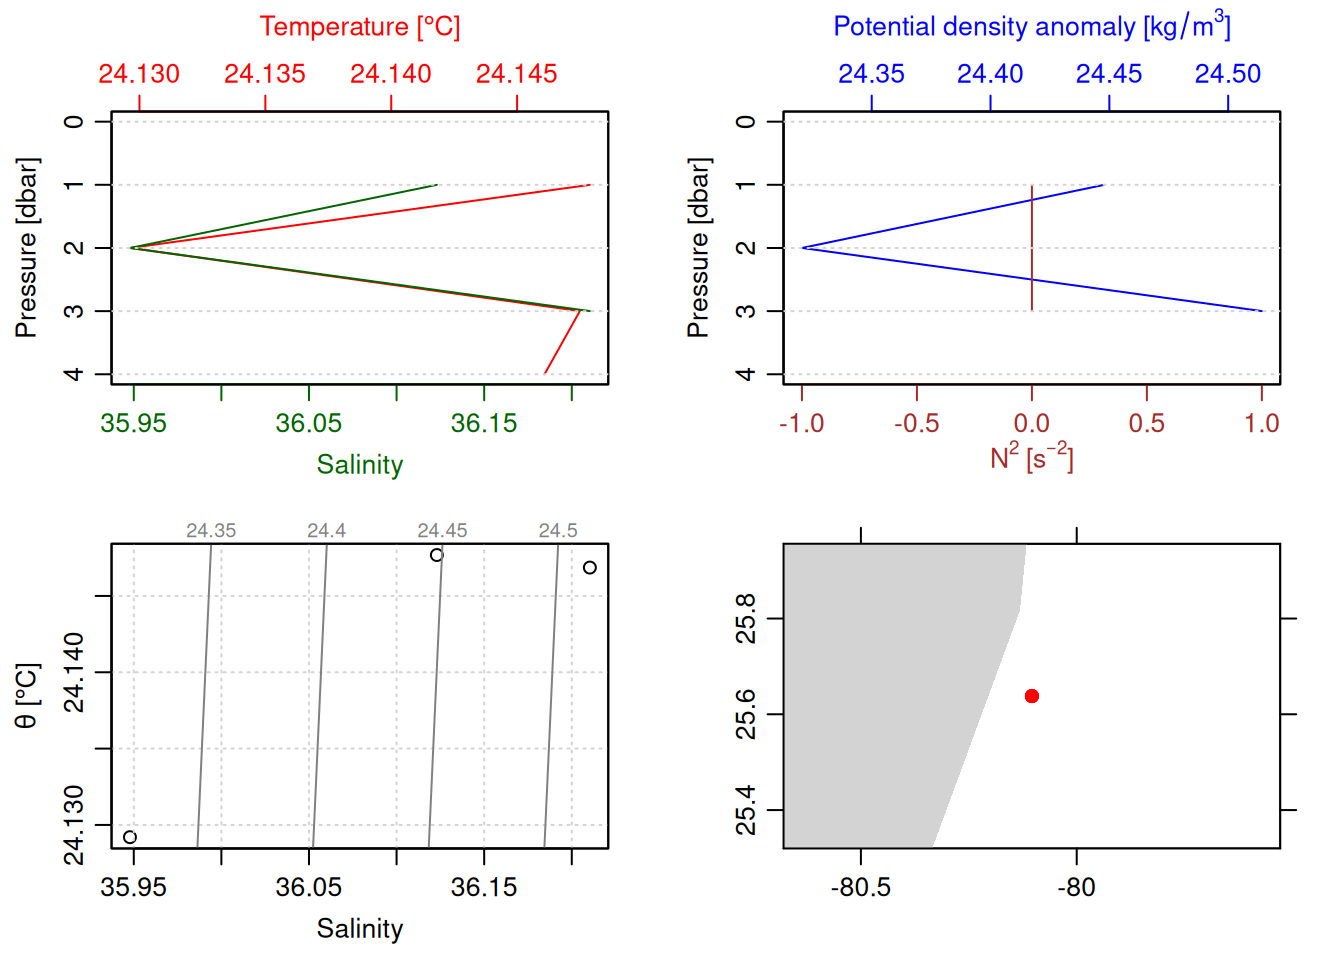 Temperature [°C]
24.130 24.135 24.140 24.145
0
1
2
3
4
Pressure [dbar]
35.95 36.05 36.15
Salinity
Potential density anomaly [kg/m³]
24.35 24.40 24.45 24.50
0
1
2
3
4
Pressure [dbar]
-1.0 -0.5 0.0 0.5 1.0
N² [s⁻²]
24.35 24.4 24.45 24.5
24.140
24.130
θ [°C]
35.95 36.05 36.15
Salinity
25.8
25.6
25.4
-80.5 -80